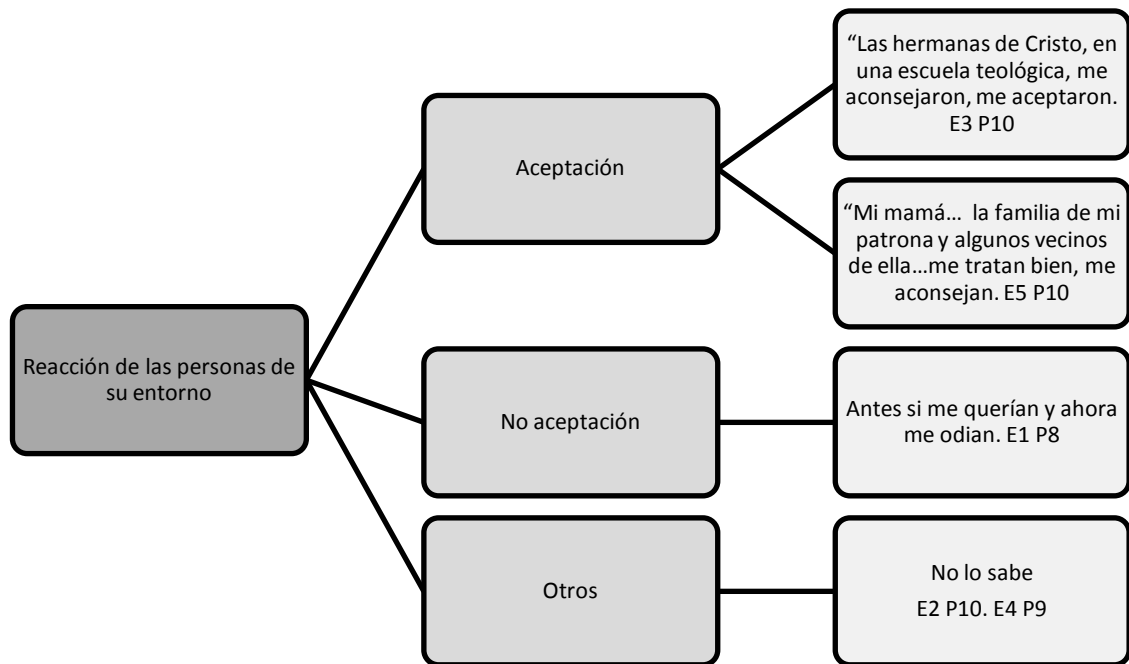 Reacción de las personas de
su entorno
Aceptación
“Las hermanas de Cristo, en
una escuela teológica, me
aconsejaron, me aceptaron.
E3 P10
“Mi mamá… la familia de mi
patrona y algunos vecinos
de ella…me tratan bien, me
aconsejan. E5 P10
No aceptación
Antes si me querían y ahora
me odian. E1 P8
Otros
No lo sabe
E2 P10. E4 P9